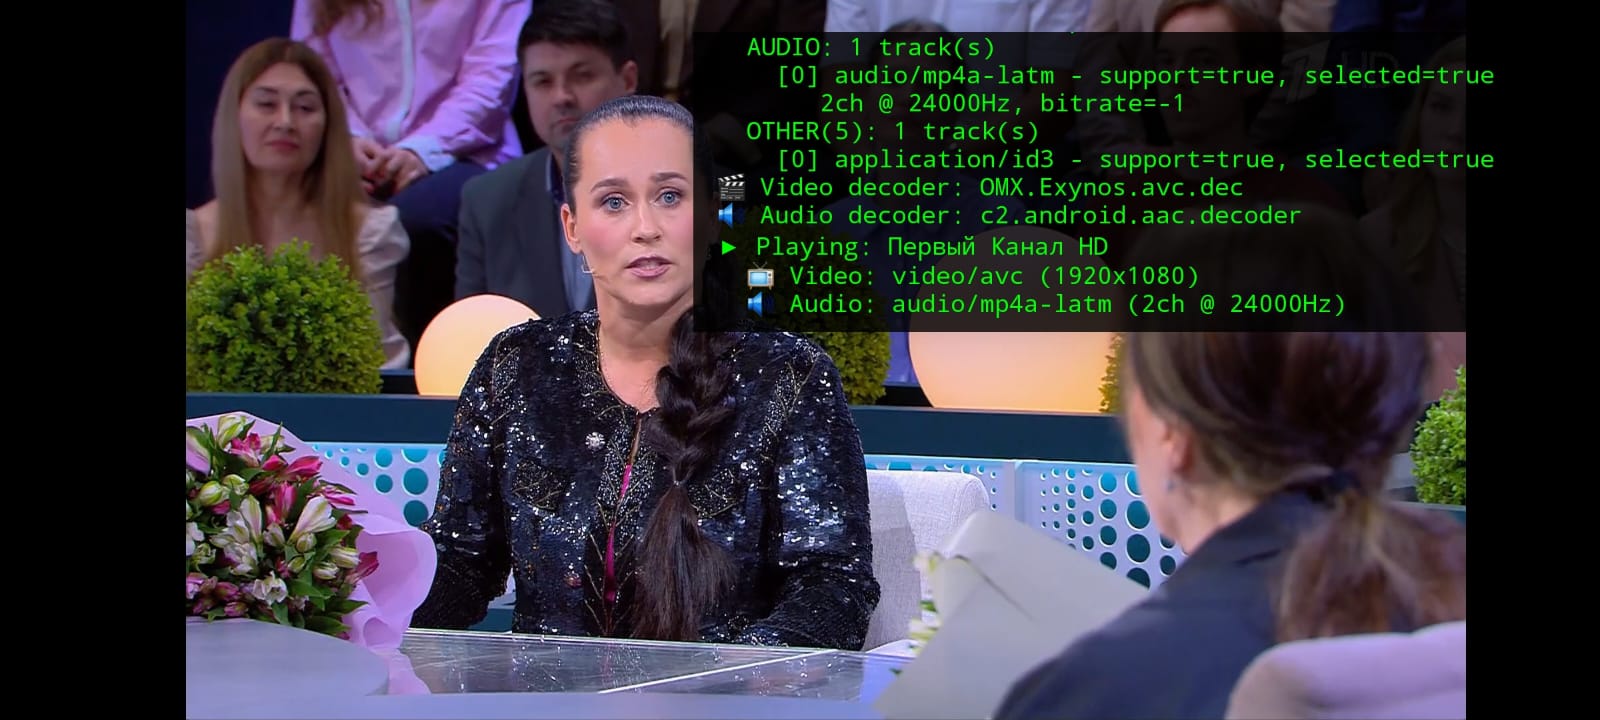 AUDIO: 1 track(s)
[0] audio/mp4a-latm - support=true, selected=true
2ch @ 24000Hz, bitrate=-1
OTHER(5): 1 track(s)
[0] application/id3 - support=true, selected=true
🎬 Video decoder: OMX.Exynos.avc.dec
🔊 Audio decoder: c2.android.aac.decoder
▶ Playing: Первый Канал HD
📺 Video: video/avc (1920x1080)
🔊 Audio: audio/mp4a-latm (2ch @ 24000Hz)